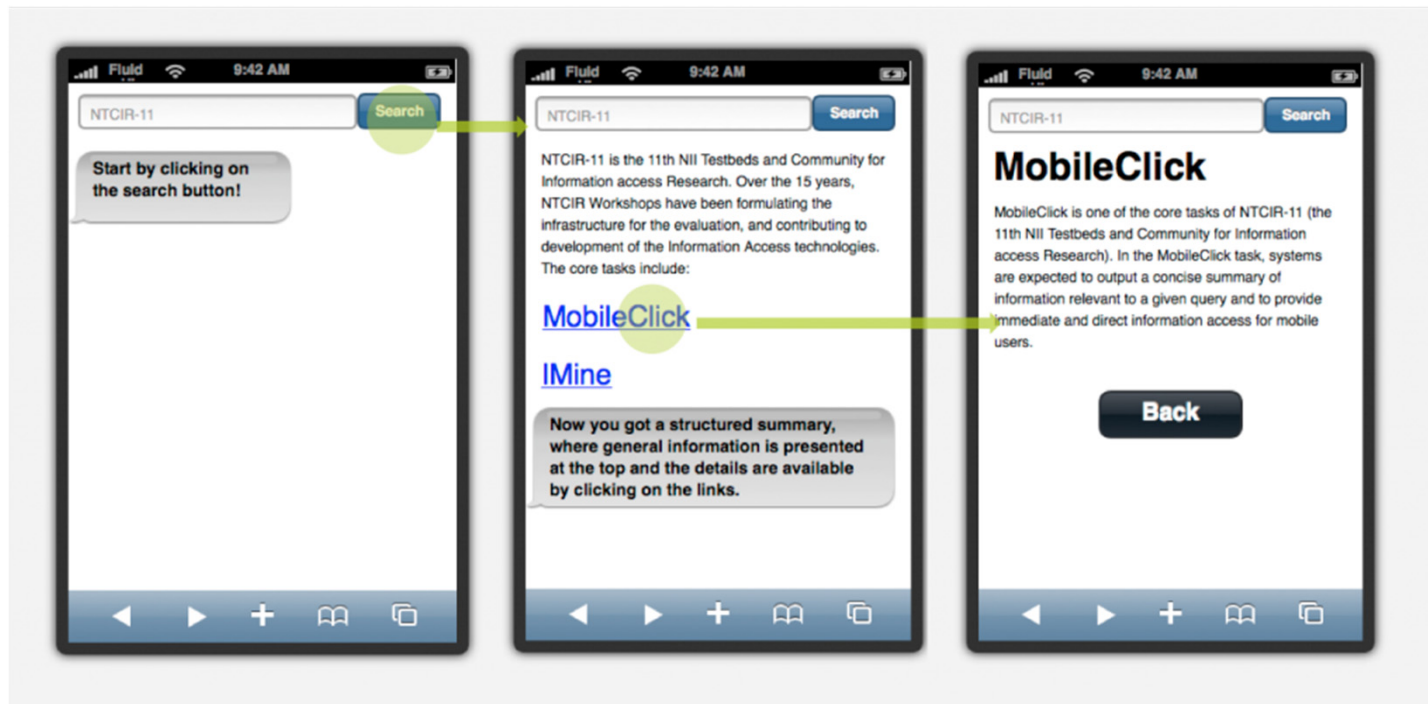 Fluid
9:42 AM
NTCIR-11
Search
Start by clicking on
the search button!
Fluid
9:42 AM
NTCIR-11
Search
NTCIR-11 is the 11th NII Testbeds and Community for
Information access Research. Over the 15 years,
NTCIR Workshops have been formulating the
infrastructure for the evaluation, and contributing to
development of the Information Access technologies.
The core tasks include:
MobileClick
IMine
Now you got a structured summary,
where general information is presented
at the top and the details are available
by clicking on the links.
Fluid
9:42 AM
NTCIR-11
Search
MobileClick
MobileClick is one of the core tasks of NTCIR-11 (the
11th NII Testbeds and Community for Information
access Research). In the MobileClick task, systems
are expected to output a concise summary of
information relevant to a given query and to provide
immediate and direct information access for mobile
users.
Back